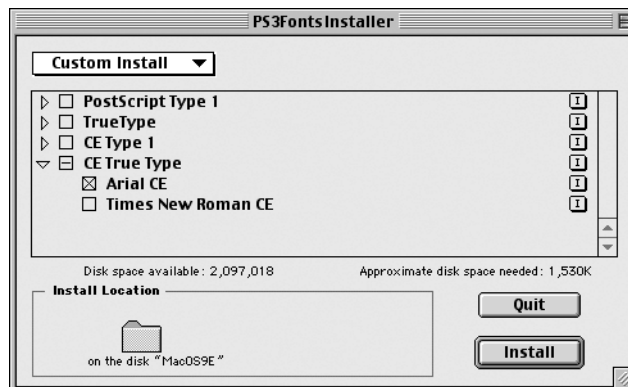 PS3FontsInstaller
Custom Install
PostScript Type 1
I
TrueType
I
CE Type 1
I
CE True Type
I
Arial CE
I
Times New Roman CE
I
Disk space available: 2,097,018 Approximate disk space needed: 1,530K
Install Location
on the disk "MacOS9E"
Quit
Install